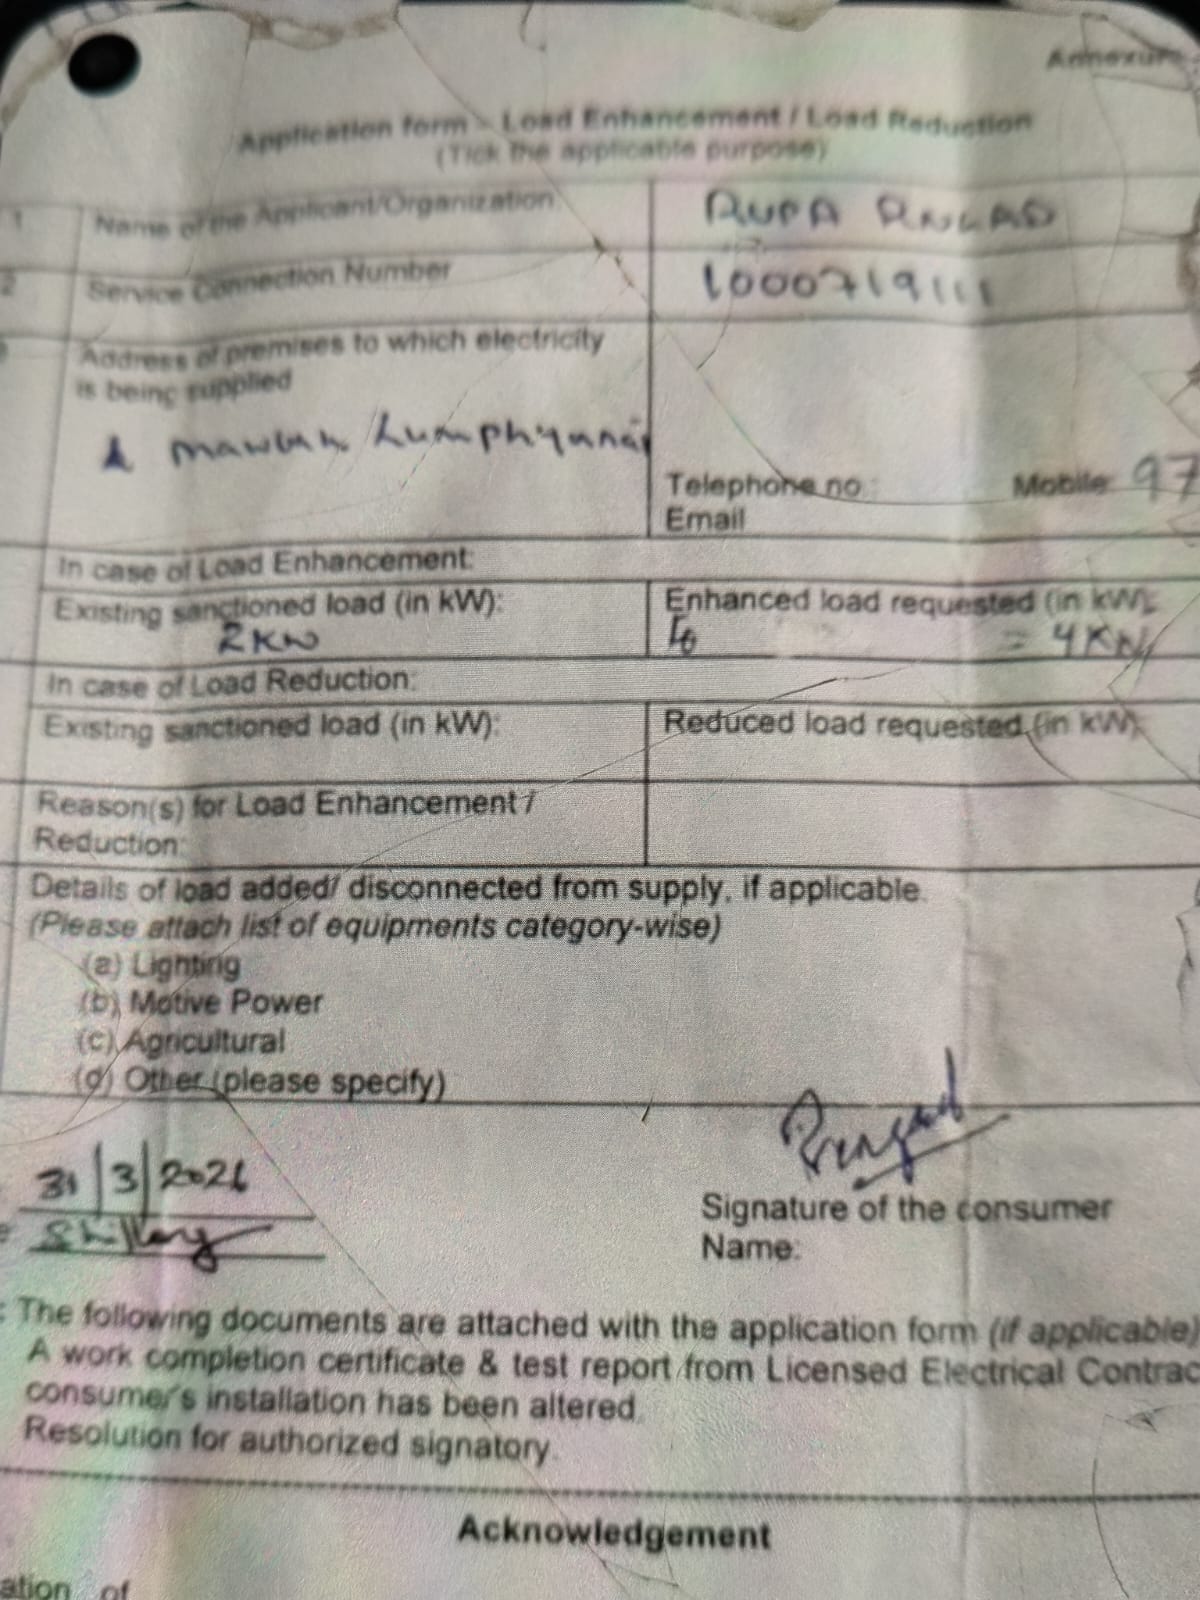 Annexure
Application form - Load Enhancement / Load Reduction
(Tick the applicable purpose)
1 Name of the Applicant/Organization RUPA
2 Service Connection Number 1000719111
Address of premises to which electricity
is being supplied
Telephone no.: Mobile: 97
Email
In case of Load Enhancement:
Existing sanctioned load (in kW): Enhanced load requested (in kW):
2KW To = 4KW
In case of Load Reduction:
Existing sanctioned load (in kW): Reduced load requested (in kW):
Reason(s) for Load Enhancement /
Reduction:
Details of load added/ disconnected from supply, if applicable.
(Please attach list of equipments category-wise)
(a) Lighting
(b) Motive Power
(c) Agricultural
(d) Other (please specify)
31/3/2026
Shillong
Signature of the consumer
Name:
: The following documents are attached with the application form (if applicable)
A work completion certificate & test report from Licensed Electrical Contrac
consumer's installation has been altered.
Resolution for authorized signatory.
Acknowledgement
ation of